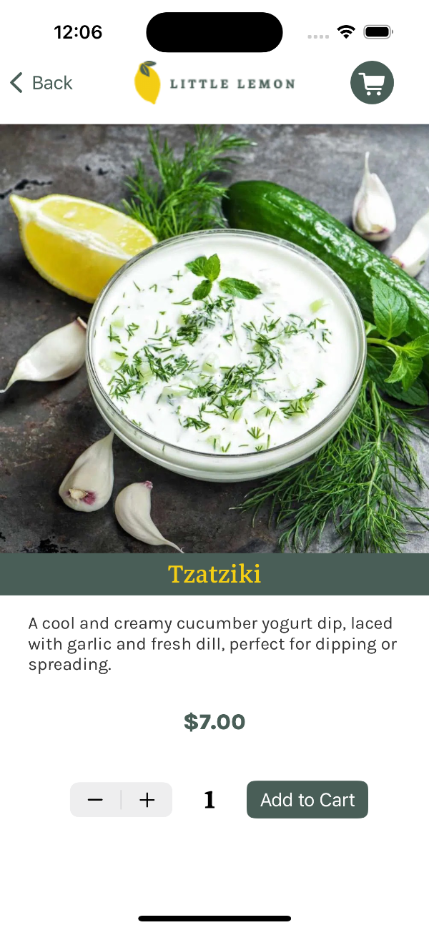 12:06
Back
LITTLE LEMON
Tzatziki
A cool and creamy cucumber yogurt dip, laced
with garlic and fresh dill, perfect for dipping or
spreading.
$7.00
− + 1 Add to Cart